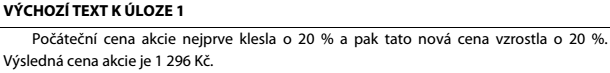 VÝCHOZÍ TEXT K ÚLOZE 1
Počáteční cena akcie nejprve klesla o 20 % a pak tato nová cena vzrostla o 20 %.
Výsledná cena akcie je 1 296 Kč.